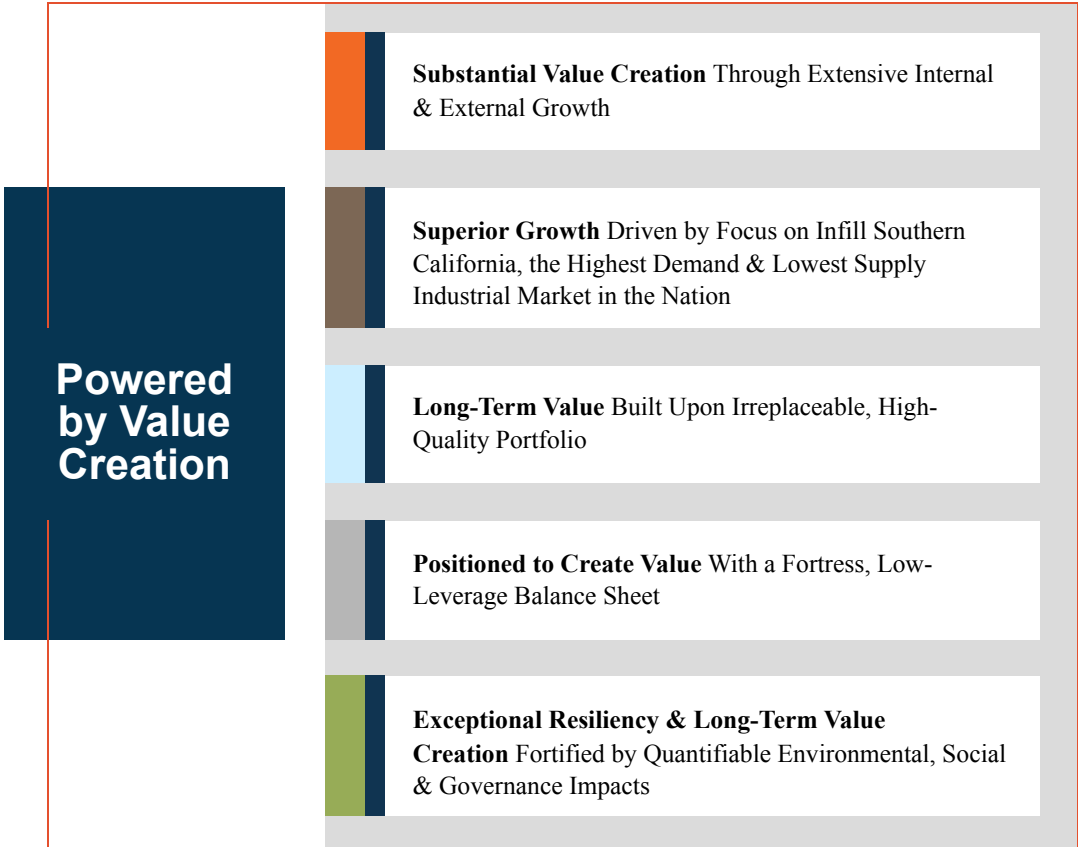 Powered
by Value
Creation
Substantial Value Creation Through Extensive Internal
& External Growth
Superior Growth Driven by Focus on Infill Southern
California, the Highest Demand & Lowest Supply
Industrial Market in the Nation
Long-Term Value Built Upon Irreplaceable, High-
Quality Portfolio
Positioned to Create Value With a Fortress, Low-
Leverage Balance Sheet
Exceptional Resiliency & Long-Term Value
Creation Fortified by Quantifiable Environmental, Social
& Governance Impacts